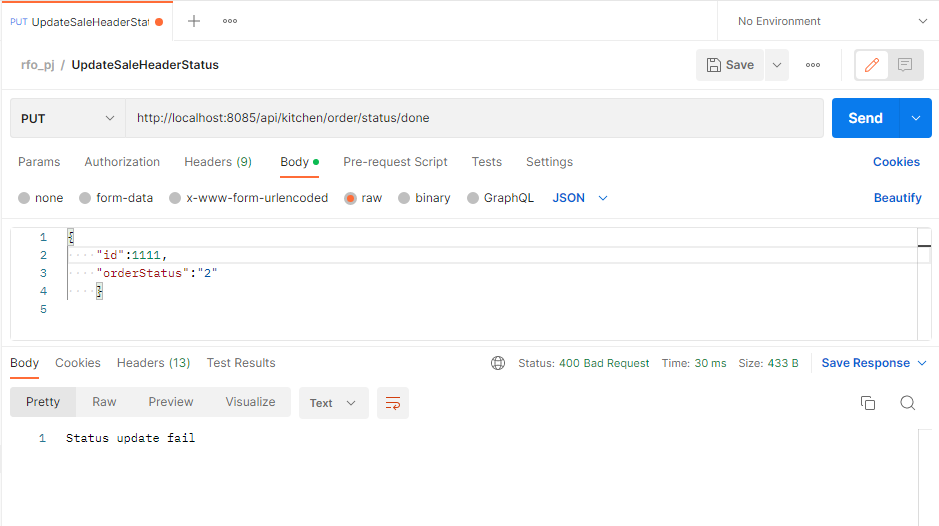 PUT UpdateSaleHeaderStat
No Environment
rfo_pj / UpdateSaleHeaderStatus
Save
PUT http://localhost:8085/api/kitchen/order/status/done Send
Params Authorization Headers (9) Body Pre-request Script Tests Settings Cookies
none form-data x-www-form-urlencoded raw binary GraphQL JSON Beautify
1 {
2 "id":1111,
3 "orderStatus":"2"
4 }
5
Body Cookies Headers (13) Test Results Status: 400 Bad Request Time: 30 ms Size: 433 B Save Response
Pretty Raw Preview Visualize Text
1 Status update fail